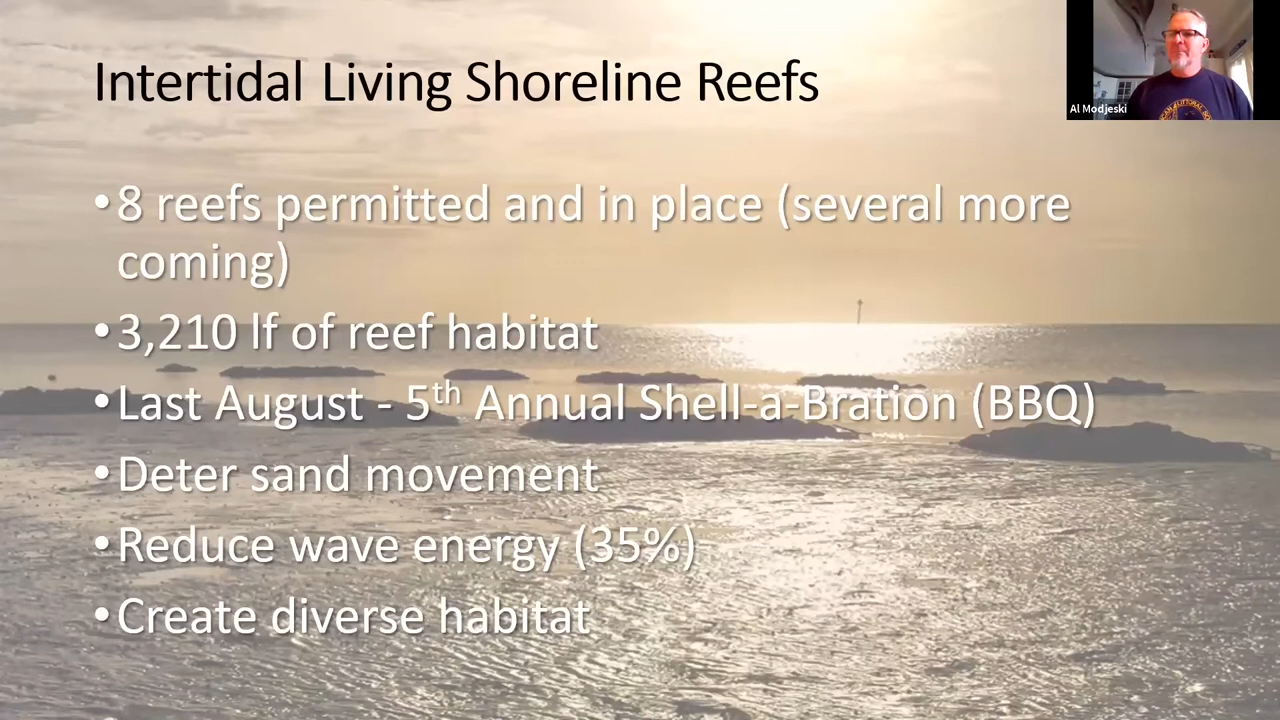 Intertidal Living Shoreline Reefs
Al Modjeski
•8 reefs permitted and in place (several more
coming)
•3,210 lf of reef habitat
•Last August - 5th Annual Shell-a-Bration (BBQ)
•Deter sand movement
•Reduce wave energy (35%)
•Create diverse habitat